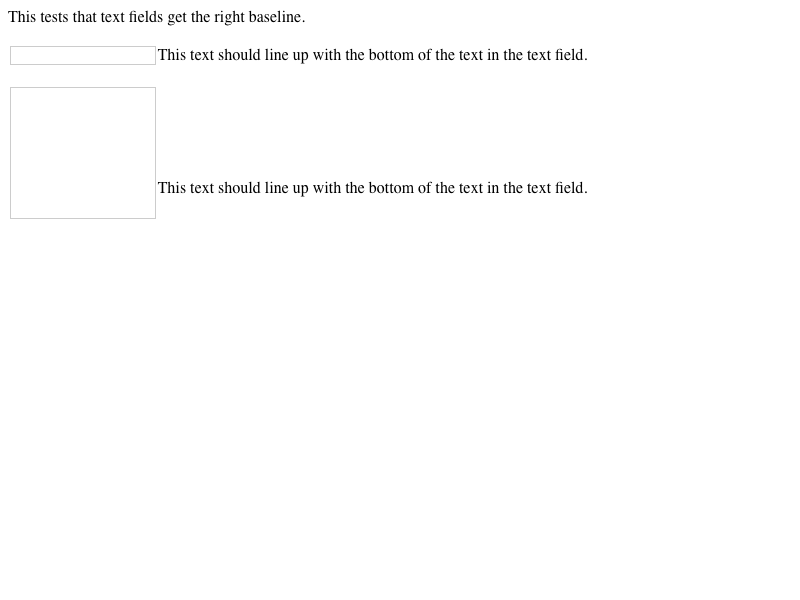 This tests that text fields get the right baseline.
This text should line up with the bottom of the text in the text field.
This text should line up with the bottom of the text in the text field.